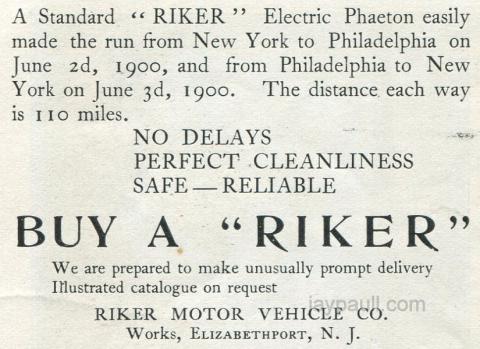 A Standard “RIKER” Electric Phaeton easily
made the run from New York to Philadelphia on
June 2d, 1900, and from Philadelphia to New
York on June 3d, 1900. The distance each way
is 110 miles.
NO DELAYS
PERFECT CLEANLINESS
SAFE—RELIABLE
BUY A “RIKER”
We are prepared to make unusually prompt delivery
Illustrated catalogue on request
jaypaull.com
RIKER MOTOR VEHICLE CO.
Works, ELIZABETHPORT, N. J.